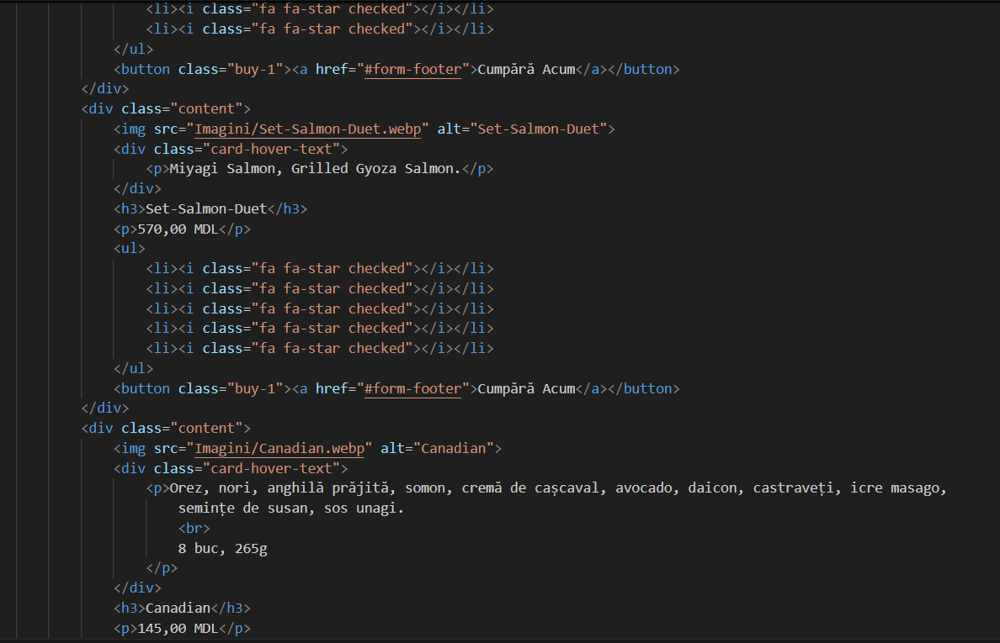 <li><i class="fa fa-star checked"></i></li>
<li><i class="fa fa-star checked"></i></li>
</ul>
<button class="buy-1"><a href="#form-footer">Cumpără Acum</a></button>
</div>
<div class="content">
<img src="Imagini/Set-Salmon-Duet.webp" alt="Set-Salmon-Duet">
<div class="card-hover-text">
<p>Miyagi Salmon, Grilled Gyoza Salmon.</p>
</div>
<h3>Set-Salmon-Duet</h3>
<p>570,00 MDL</p>
<ul>
<li><i class="fa fa-star checked"></i></li>
<li><i class="fa fa-star checked"></i></li>
<li><i class="fa fa-star checked"></i></li>
<li><i class="fa fa-star checked"></i></li>
<li><i class="fa fa-star checked"></i></li>
</ul>
<button class="buy-1"><a href="#form-footer">Cumpără Acum</a></button>
</div>
<div class="content">
<img src="Imagini/Canadian.webp" alt="Canadian">
<div class="card-hover-text">
<p>Orez, nori, anghilă prăjită, somon, cremă de cașcaval, avocado, daicon, castraveți, icre masago,
semințe de susan, sos unagi.
<br>
8 buc, 265g
</p>
</div>
<h3>Canadian</h3>
<p>145,00 MDL</p>